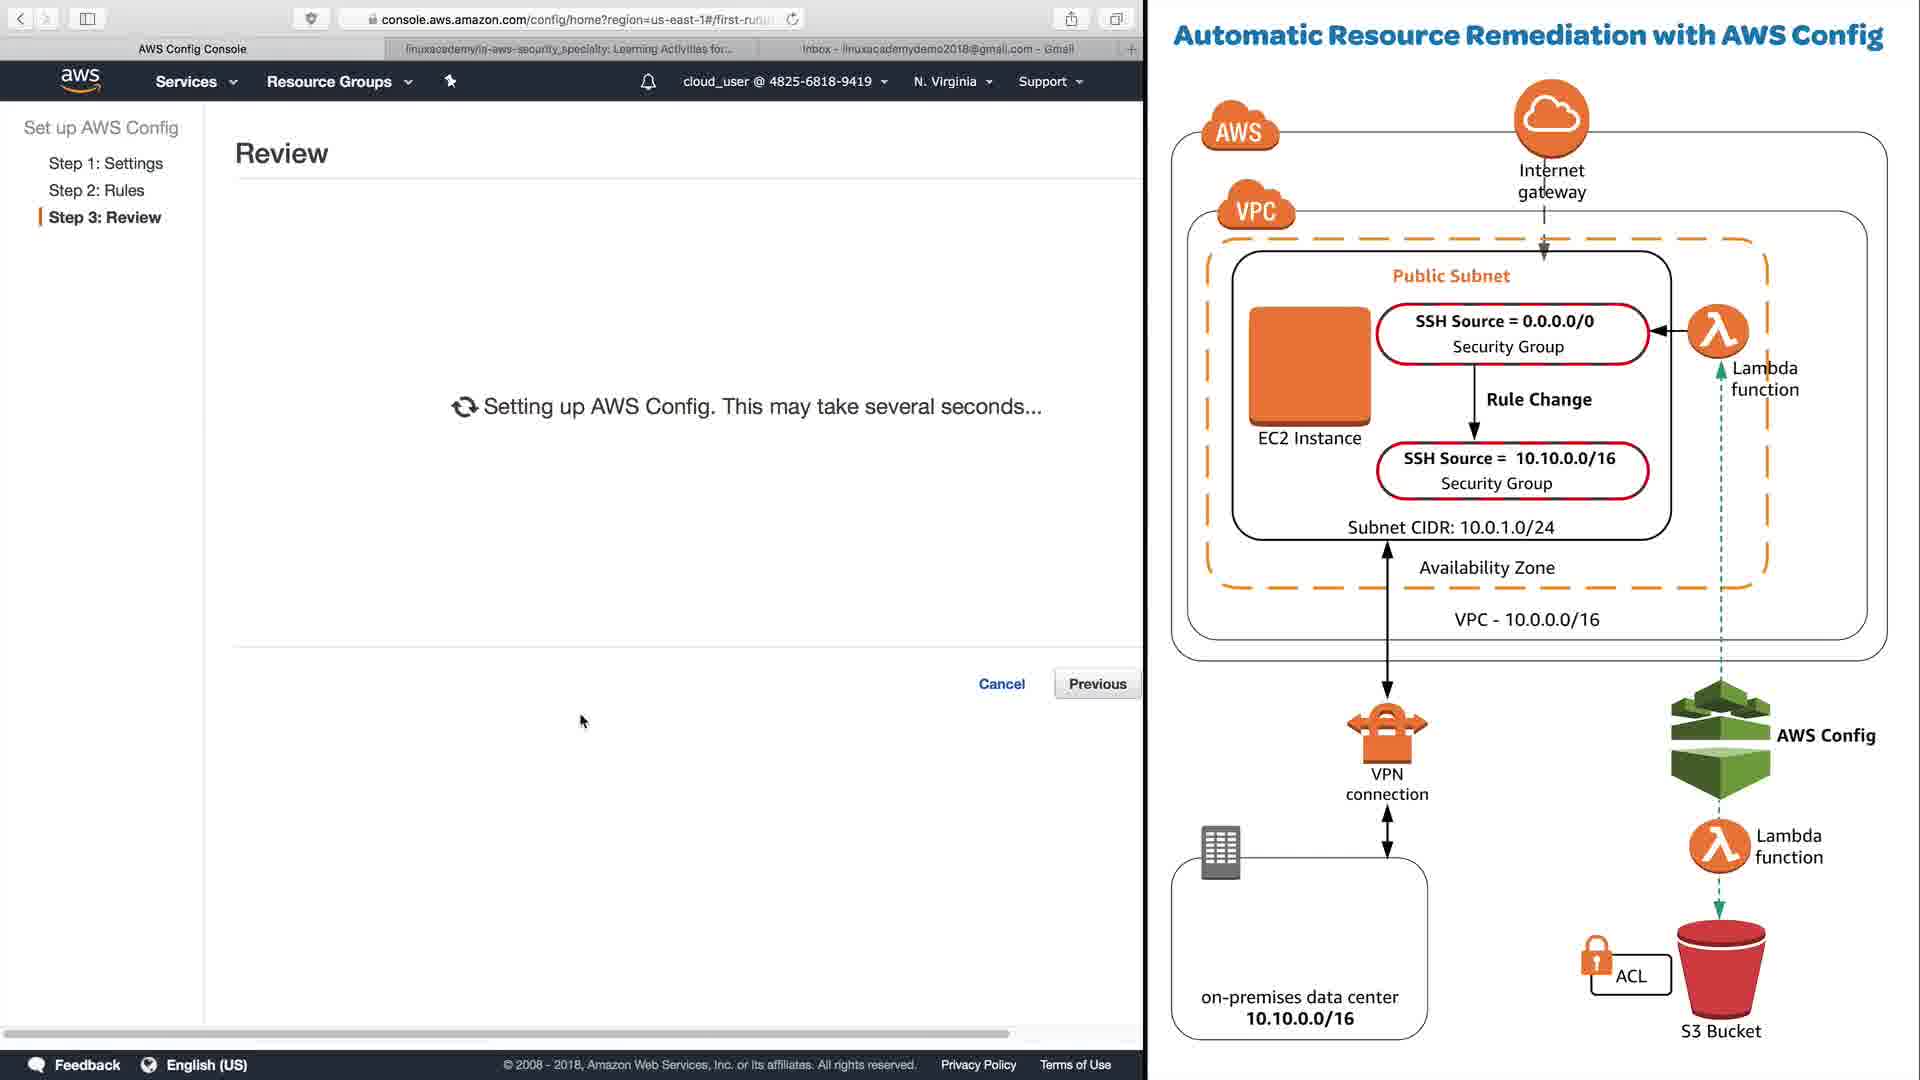 console.aws.amazon.com/config/home?region=us-east-1#/first-run/
AWS Config Console
linuxacademy/la-aws-security_specialty: Learning Activities for...
Inbox - linuxacademydemo2018@gmail.com - Gmail
aws
Services
Resource Groups
cloud_user @ 4825-6818-9419
N. Virginia
Support
Set up AWS Config
Step 1: Settings
Step 2: Rules
Step 3: Review
Review
Setting up AWS Config. This may take several seconds...
Cancel
Previous
Feedback
English (US)
© 2008 - 2018, Amazon Web Services, Inc. or its affiliates. All rights reserved.
Privacy Policy
Terms of Use
Automatic Resource Remediation with AWS Config
AWS
Internet
gateway
VPC
Public Subnet
SSH Source = 0.0.0.0/0
Security Group
Lambda
function
Rule Change
EC2 Instance
SSH Source = 10.10.0.0/16
Security Group
Subnet CIDR: 10.0.1.0/24
Availability Zone
VPC - 10.0.0.0/16
AWS Config
VPN
connection
Lambda
function
ACL
on-premises data center
10.10.0.0/16
S3 Bucket